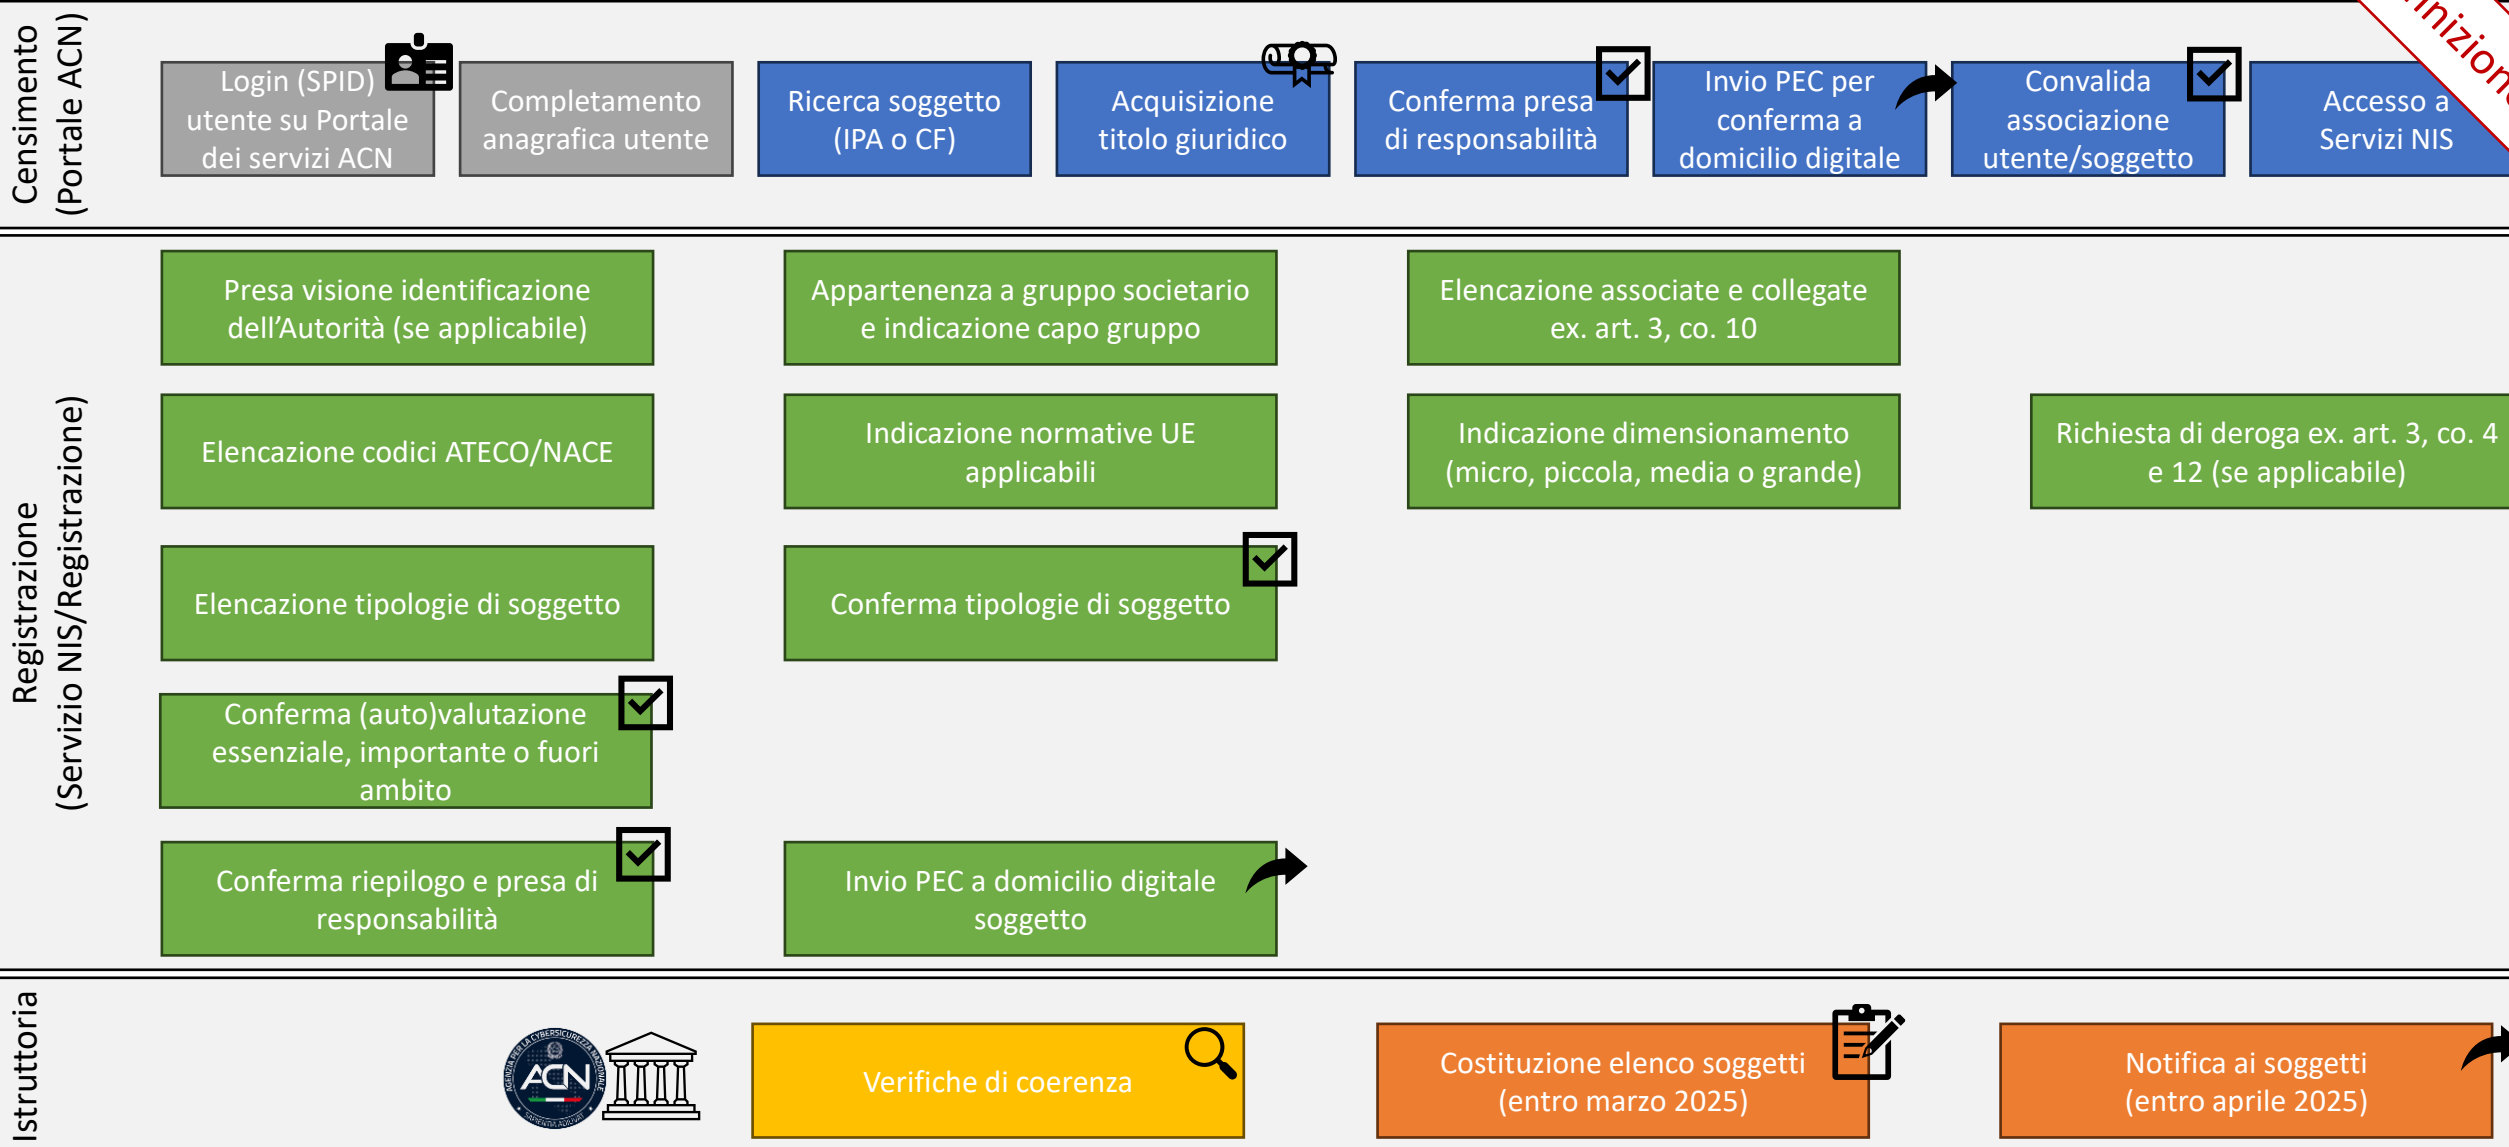 Censimento
(Portale ACN)
Login (SPID)
utente su Portale
dei servizi ACN
Completamento
anagrafica utente
Ricerca soggetto
(IPA o CF)
Acquisizione
titolo giuridico
Conferma presa
di responsabilità
Invio PEC per
conferma a
domicilio digitale
Convalida
associazione
utente/soggetto
Accesso a
Servizi NIS
Registrazione
(Servizio NIS/Registrazione)
Presa visione identificazione
dell’Autorità (se applicabile)
Appartenenza a gruppo societario
e indicazione capo gruppo
Elencazione associate e collegate
ex. art. 3, co. 10
Elencazione codici ATECO/NACE
Indicazione normative UE
applicabili
Indicazione dimensionamento
(micro, piccola, media o grande)
Richiesta di deroga ex. art. 3, co. 4
e 12 (se applicabile)
Elencazione tipologie di soggetto
Conferma tipologie di soggetto
Conferma (auto)valutazione
essenziale, importante o fuori
ambito
Conferma riepilogo e presa di
responsabilità
Invio PEC a domicilio digitale
soggetto
Istruttoria
AGENZIA PER LA CYBERSICUREZZA NAZIONALE
ACN
Verifiche di coerenza
Costituzione elenco soggetti
(entro marzo 2025)
Notifica ai soggetti
(entro aprile 2025)